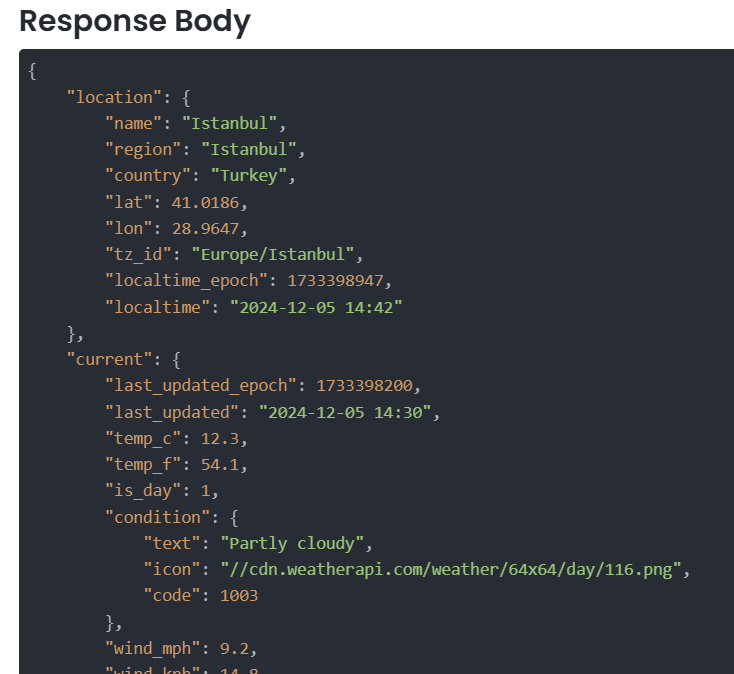 Response Body
{
    "location": {
        "name": "Istanbul",
        "region": "Istanbul",
        "country": "Turkey",
        "lat": 41.0186,
        "lon": 28.9647,
        "tz_id": "Europe/Istanbul",
        "localtime_epoch": 1733398947,
        "localtime": "2024-12-05 14:42"
    },
    "current": {
        "last_updated_epoch": 1733398200,
        "last_updated": "2024-12-05 14:30",
        "temp_c": 12.3,
        "temp_f": 54.1,
        "is_day": 1,
        "condition": {
            "text": "Partly cloudy",
            "icon": "//cdn.weatherapi.com/weather/64x64/day/116.png",
            "code": 1003
        },
        "wind_mph": 9.2,
        "wind_kph": 14.8,